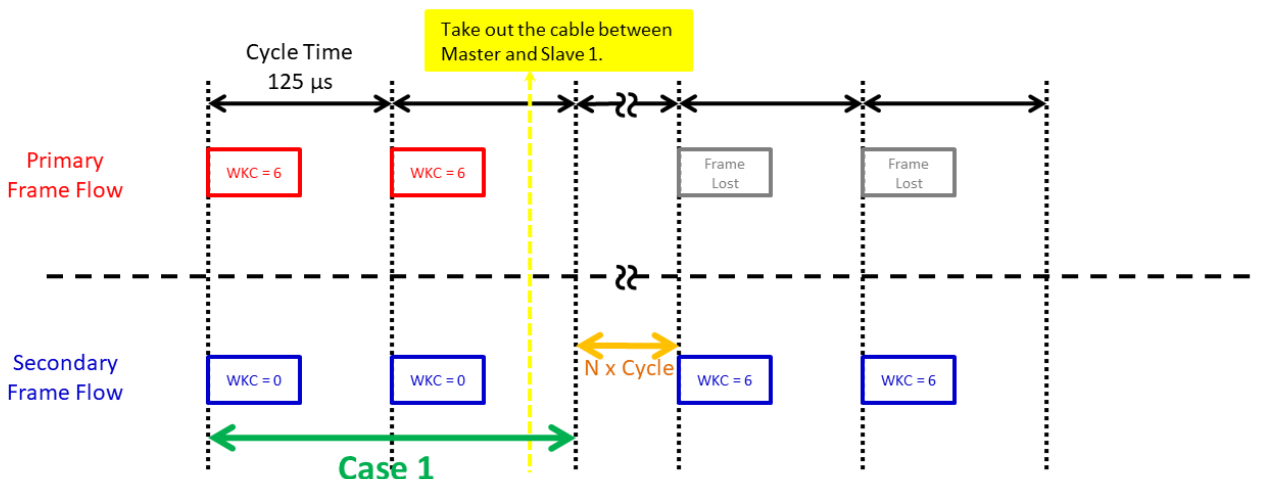 Take out the cable between
Master and Slave 1.
Cycle Time
125 µs
Primary
Frame Flow
WKC = 6
WKC = 6
Frame
Lost
Frame
Lost
Secondary
Frame Flow
WKC = 0
WKC = 0
N x Cycle
WKC = 6
WKC = 6
Case 1